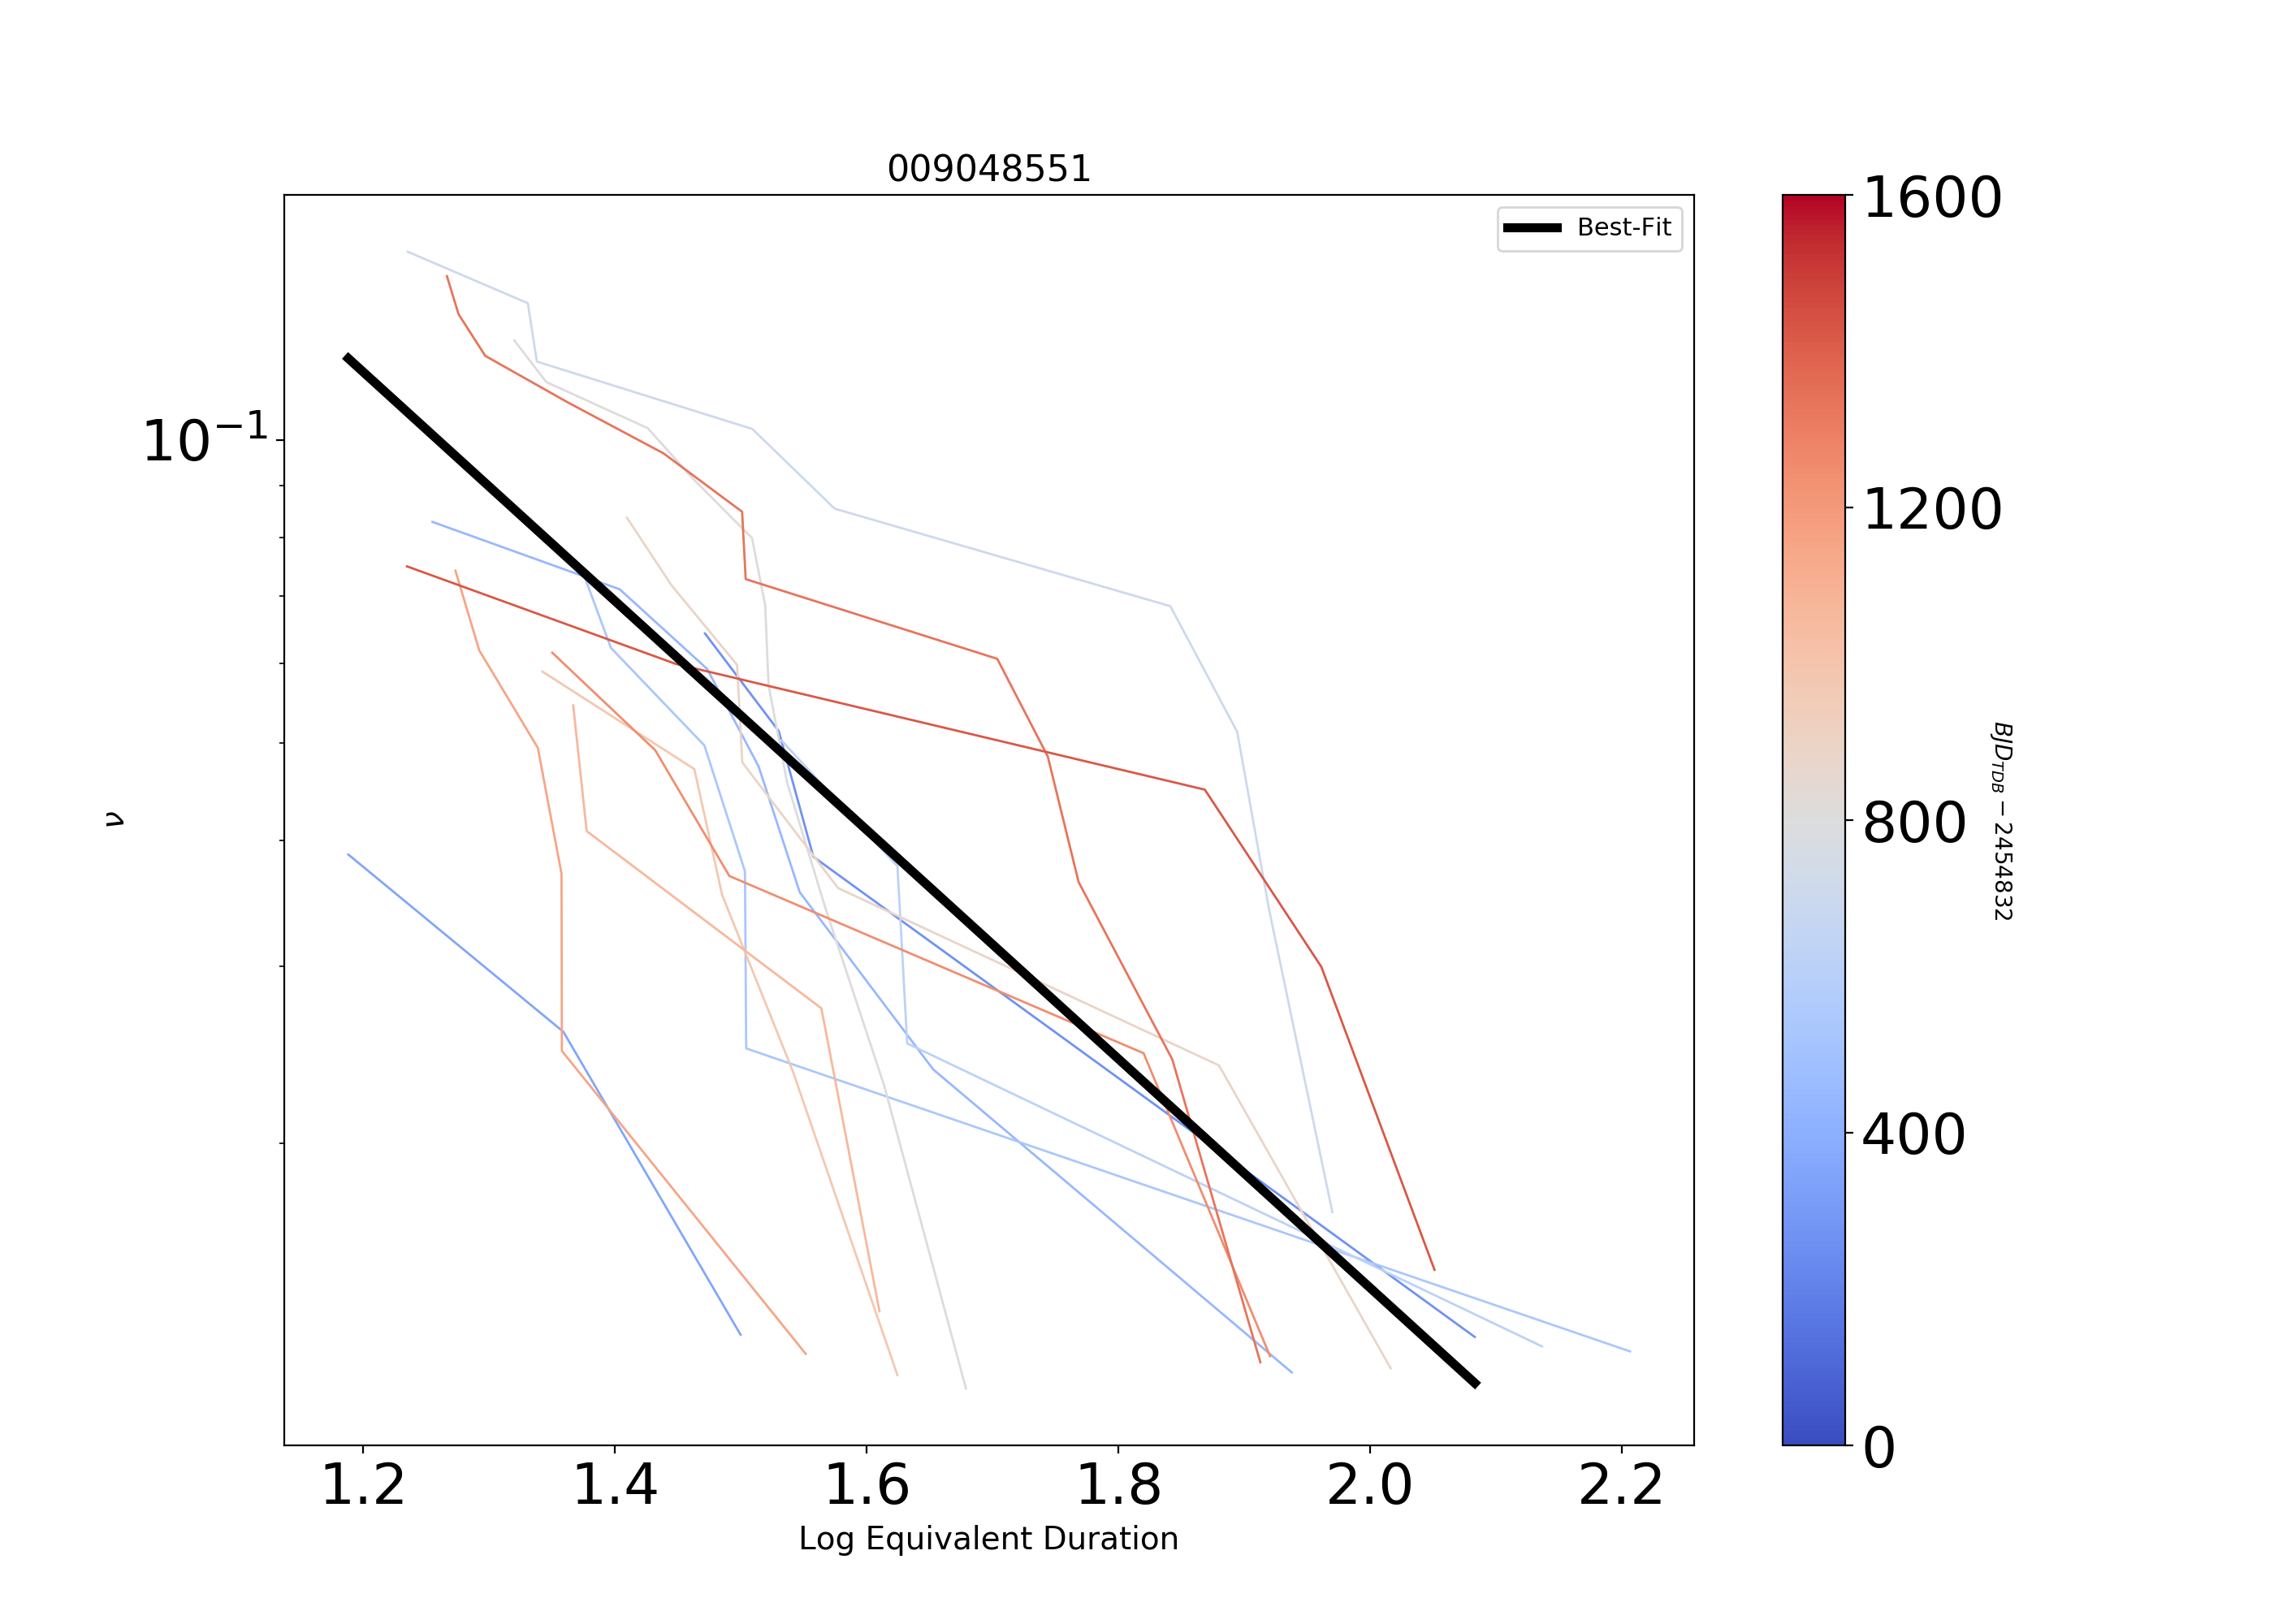 009048551
Best-Fit
10⁻¹
ν
1.2 1.4 1.6 1.8 2.0 2.2
Log Equivalent Duration
1600
1200
800
400
0
BJD_TDB − 2454832